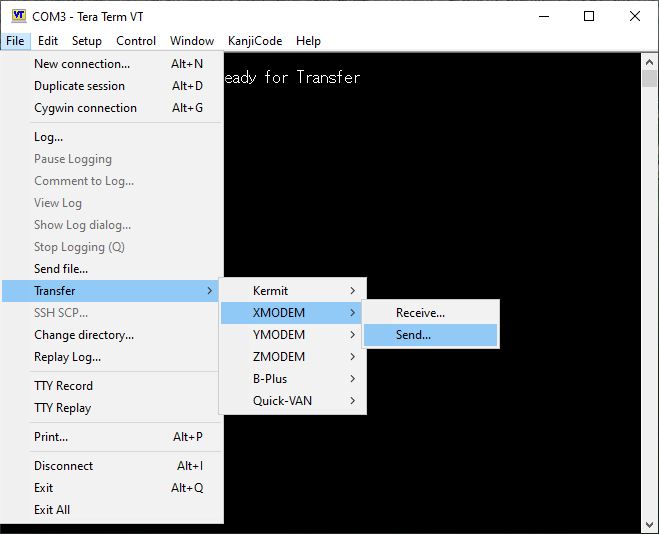 COM3 - Tera Term VT
File Edit Setup Control Window KanjiCode Help
eady for Transfer
New connection... Alt+N
Duplicate session Alt+D
Cygwin connection Alt+G
Log...
Pause Logging
Comment to Log...
View Log
Show Log dialog...
Stop Logging (Q)
Send file...
Transfer
SSH SCP...
Change directory...
Replay Log...
TTY Record
TTY Replay
Print... Alt+P
Disconnect Alt+I
Exit Alt+Q
Exit All
Kermit
XMODEM
YMODEM
ZMODEM
B-Plus
Quick-VAN
Receive...
Send...